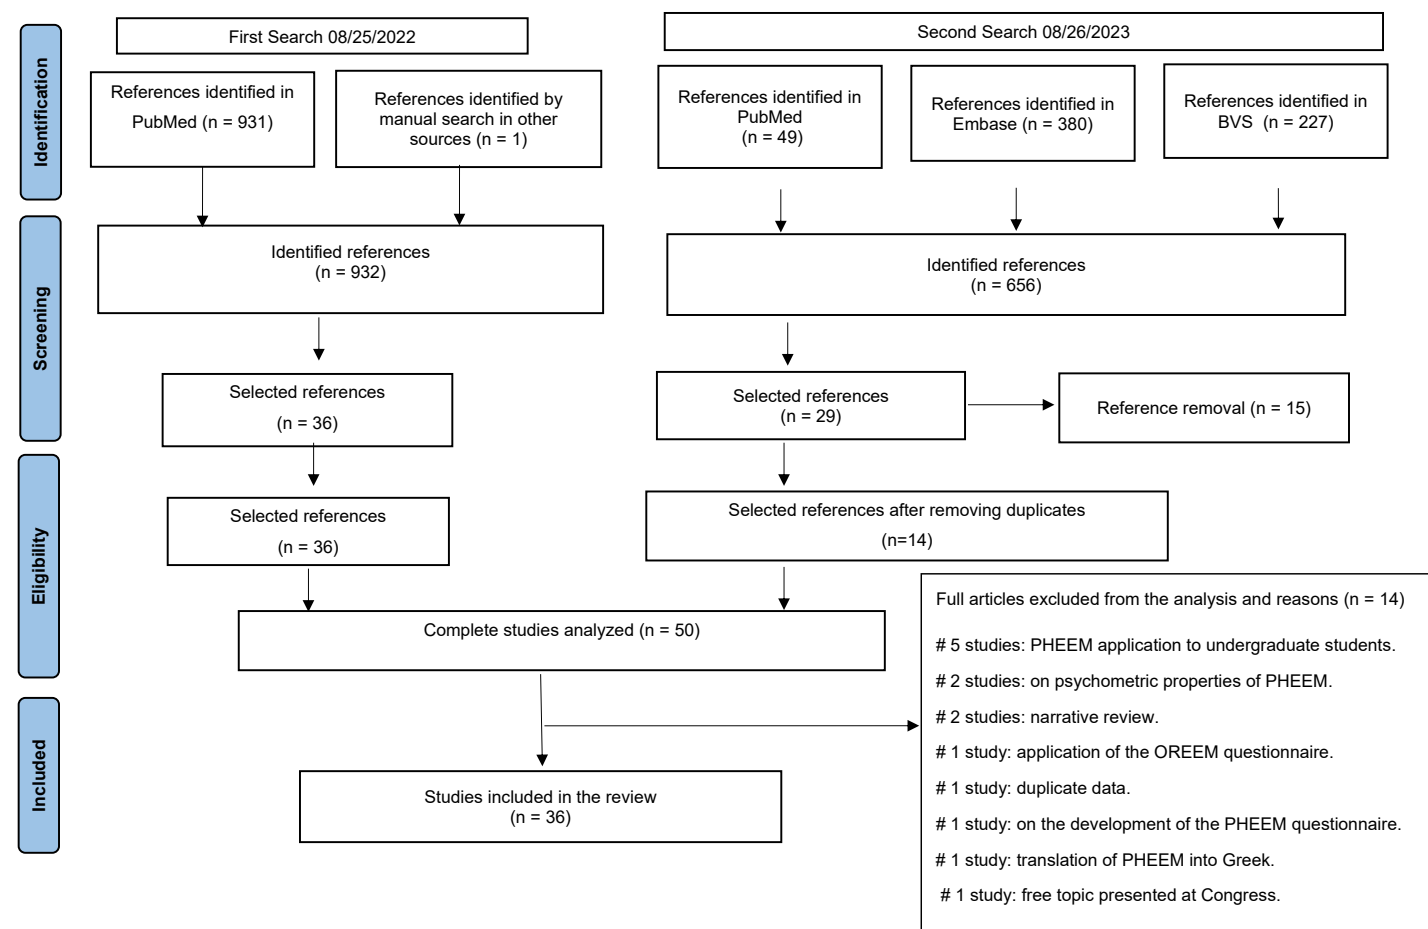 First Search 08/25/2022
Second Search 08/26/2023
Identification
References identified in
PubMed (n = 931)
References identified by
manual search in other
sources (n = 1)
References identified in
PubMed
(n = 49)
References identified in
Embase (n = 380)
References identified in
BVS (n = 227)
Screening
Identified references
(n = 932)
Identified references
(n = 656)
Selected references
(n = 36)
Selected references
(n = 29)
Reference removal (n = 15)
Eligibility
Selected references
(n = 36)
Selected references after removing duplicates
(n=14)
Complete studies analyzed (n = 50)
Full articles excluded from the analysis and reasons (n = 14)
# 5 studies: PHEEM application to undergraduate students.
# 2 studies: on psychometric properties of PHEEM.
# 2 studies: narrative review.
# 1 study: application of the OREEM questionnaire.
# 1 study: duplicate data.
# 1 study: on the development of the PHEEM questionnaire.
# 1 study: translation of PHEEM into Greek.
# 1 study: free topic presented at Congress.
Included
Studies included in the review
(n = 36)